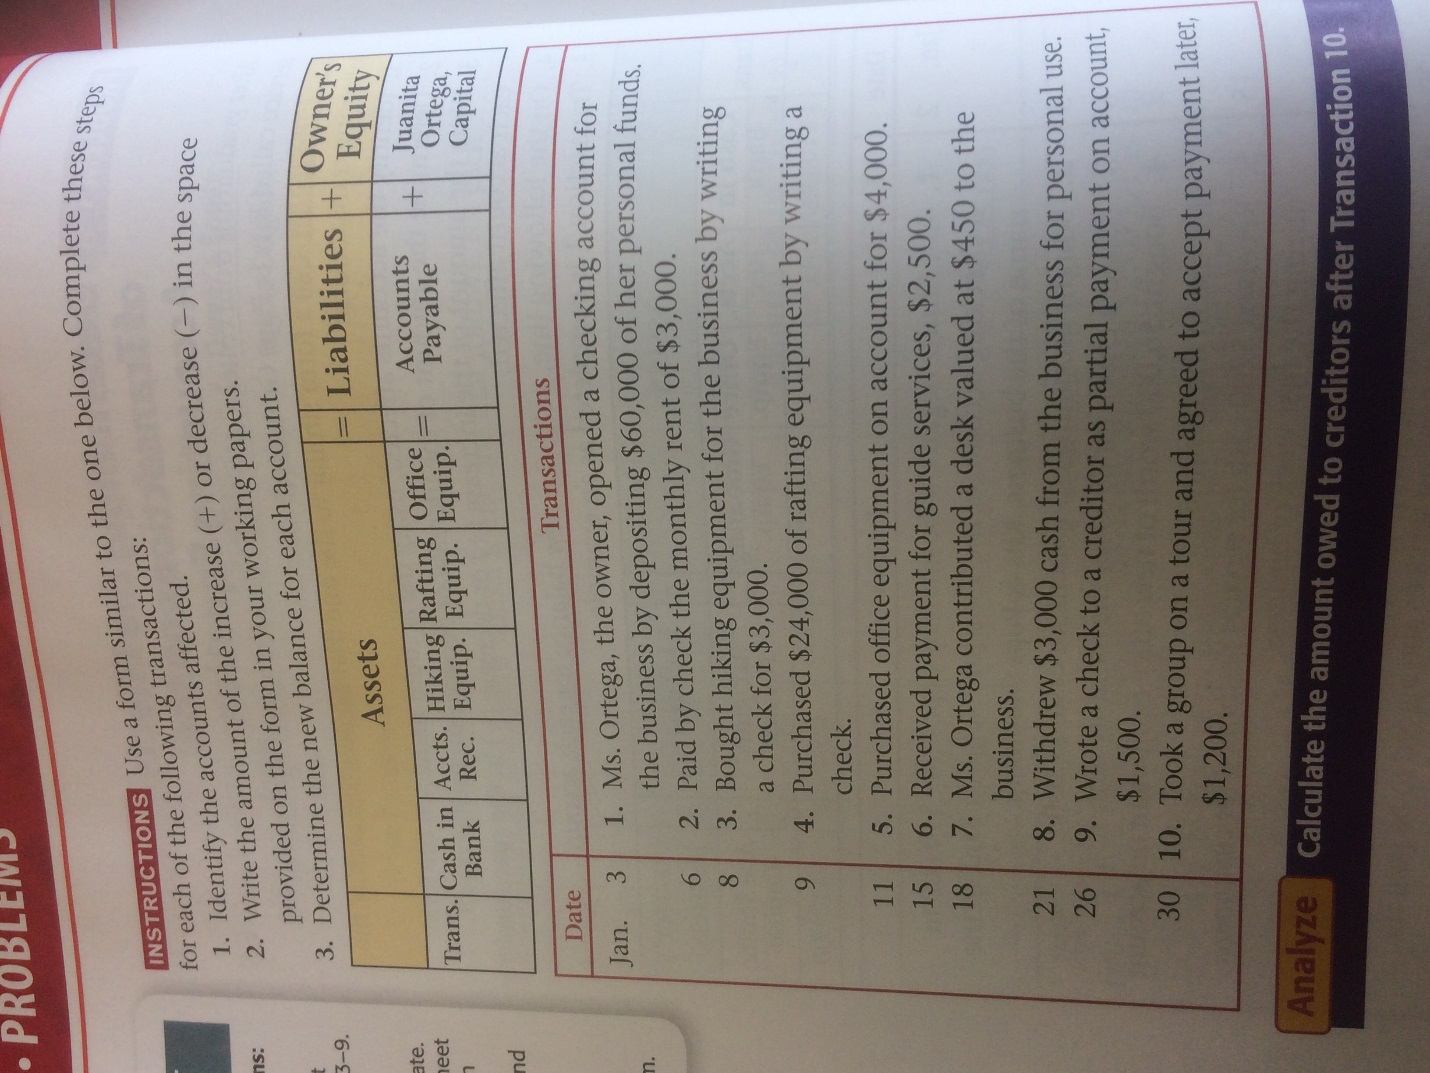 • PROBLEMS
INSTRUCTIONS Use a form similar to the one below. Complete these steps
for each of the following transactions:
1. Identify the accounts affected.
2. Write the amount of the increase (+) or decrease (−) in the space
provided on the form in your working papers.
3. Determine the new balance for each account.
Assets = Liabilities + Owner's Equity
Trans. Cash in Bank Accts. Rec. Hiking Equip. Rafting Equip. Office Equip. = Accounts Payable + Juanita Ortega, Capital
Date Transactions
Jan. 3 1. Ms. Ortega, the owner, opened a checking account for
the business by depositing $60,000 of her personal funds.
6 2. Paid by check the monthly rent of $3,000.
8 3. Bought hiking equipment for the business by writing
a check for $3,000.
9 4. Purchased $24,000 of rafting equipment by writing a
check.
11 5. Purchased office equipment on account for $4,000.
15 6. Received payment for guide services, $2,500.
18 7. Ms. Ortega contributed a desk valued at $450 to the
business.
21 8. Withdrew $3,000 cash from the business for personal use.
26 9. Wrote a check to a creditor as partial payment on account,
$1,500.
30 10. Took a group on a tour and agreed to accept payment later,
$1,200.
Analyze Calculate the amount owed to creditors after Transaction 10.
ns:
3–9.
ate.
nd